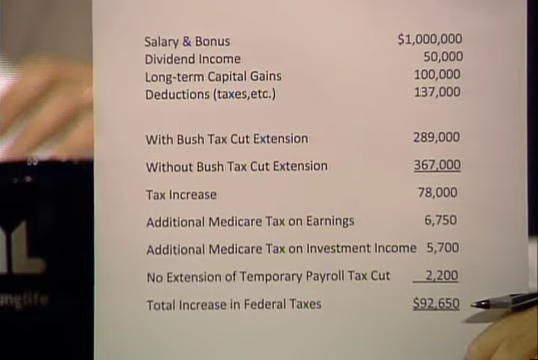 Salary & Bonus $1,000,000
Dividend Income 50,000
Long-term Capital Gains 100,000
Deductions (taxes,etc.) 137,000
With Bush Tax Cut Extension 289,000
Without Bush Tax Cut Extension 367,000
Tax Increase 78,000
Additional Medicare Tax on Earnings 6,750
Additional Medicare Tax on Investment Income 5,700
No Extension of Temporary Payroll Tax Cut 2,200
Total Increase in Federal Taxes $92,650